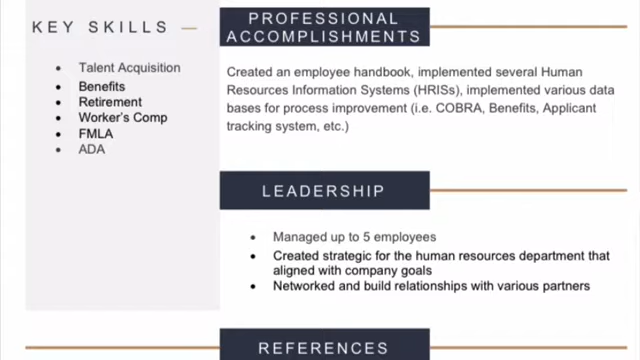 KEY SKILLS
Talent Acquisition
Benefits
Retirement
Worker's Comp
FMLA
ADA
PROFESSIONAL
ACCOMPLISHMENTS
Created an employee handbook, implemented several Human
Resources Information Systems (HRISs), implemented various data
bases for process improvement (i.e. COBRA, Benefits, Applicant
tracking system, etc.)
LEADERSHIP
Managed up to 5 employees
Created strategic for the human resources department that
aligned with company goals
Networked and build relationships with various partners
REFERENCES